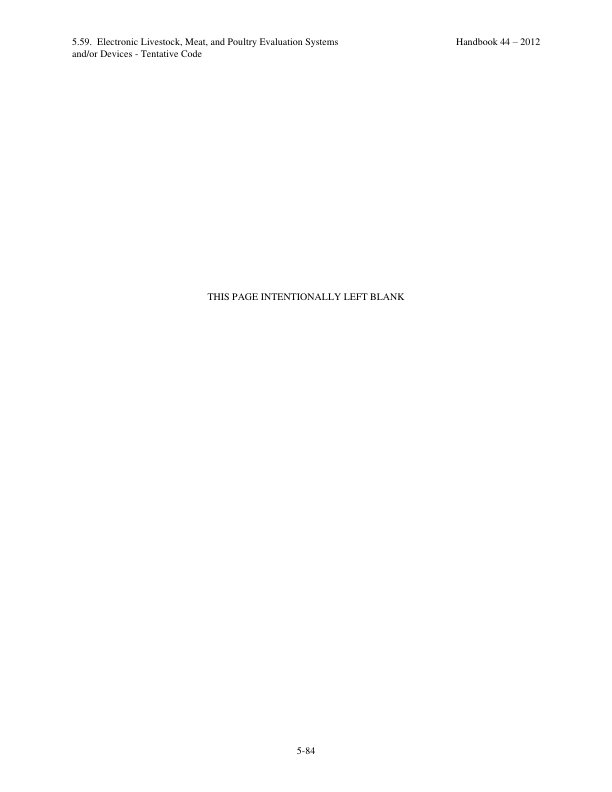 5.59.  Electronic Livestock, Meat, and Poultry Evaluation Systems    Handbook 44 – 2012
and/or Devices - Tentative Code
THIS PAGE INTENTIONALLY LEFT BLANK
5-84